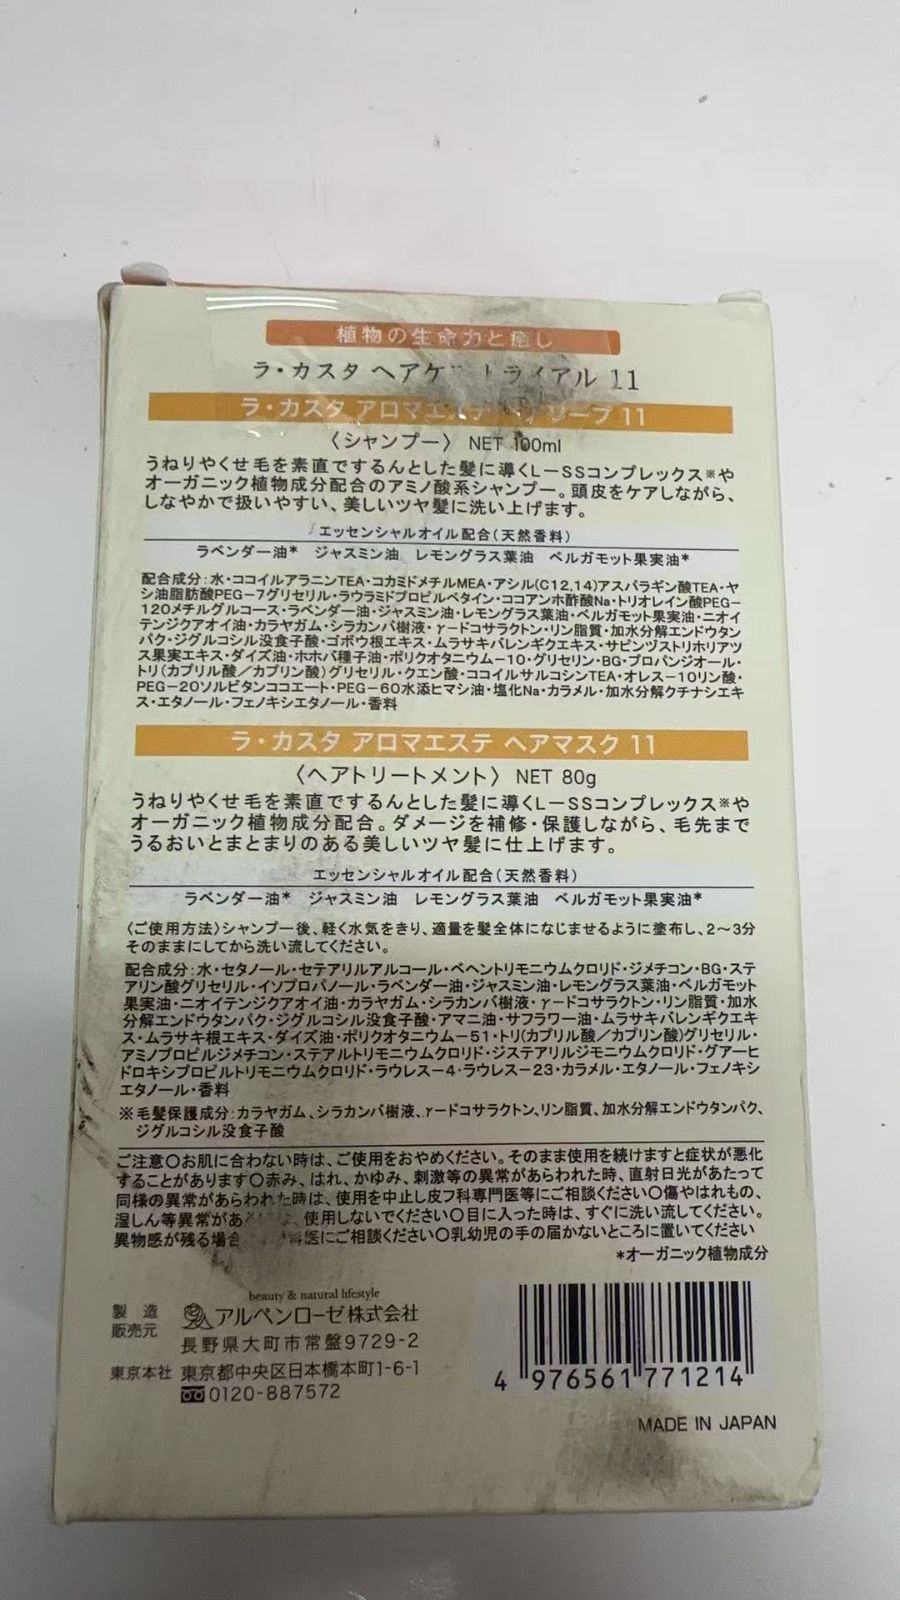 植物の生命力と癒し
ラ・カスタ ヘアケ トライアル 11
ラ・カスタ アロマエステ ソープ 11
〈シャンプー〉 NET 100ml
うねりやくせ毛を素直でするんとした髪に導くL－SSコンプレックス※や
オーガニック植物成分配合のアミノ酸系シャンプー。頭皮をケアしながら、
しなやかで扱いやすい、美しいツヤ髪に洗い上げます。
エッセンシャルオイル配合(天然香料)
ラベンダー油* ジャスミン油 レモングラス葉油 ベルガモット果実油*
配合成分:水・ココイルアラニンTEA・コカミドメチルMEA・アシル(C12,14)アスパラギン酸TEA・ヤ
シ油脂肪酸PEG－7グリセリル・ラウラミドプロピルベタイン・ココアンホ酢酸Na・トリオレイン酸PEG－
120メチルグルコース・ラベンダー油・ジャスミン油・レモングラス葉油・ベルガモット果実油・ニオイ
テンジクアオイ油・カラヤガム・シラカンバ樹液・γ－ドコサラクトン・リン脂質・加水分解エンドウタン
パク・ジグルコシル没食子酸・ゴボウ根エキス・ムラサキバレンギクエキス・サピンヅストリホリアツ
ス果実エキス・ダイズ油・ホホバ種子油・ポリクオタニウム－10・グリセリン・BG・プロパンジオール・
トリ(カプリル酸／カプリン酸)グリセリル・クエン酸・ココイルサルコシンTEA・オレス－10リン酸・
PEG－20ソルビタンココエート・PEG－60水添ヒマシ油・塩化Na・カラメル・加水分解クチナシエキ
ス・エタノール・フェノキシエタノール・香料
ラ・カスタ アロマエステ ヘアマスク 11
〈ヘアトリートメント〉 NET 80g
うねりやくせ毛を素直でするんとした髪に導くL－SSコンプレックス※や
オーガニック植物成分配合。ダメージを補修・保護しながら、毛先まで
うるおいとまとまりのある美しいツヤ髪に仕上げます。
エッセンシャルオイル配合(天然香料)
ラベンダー油* ジャスミン油 レモングラス葉油 ベルガモット果実油*
〈ご使用方法〉シャンプー後、軽く水気をきり、適量を髪全体になじませるように塗布し、2〜3分
そのままにしてから洗い流してください。
配合成分:水・セタノール・セテアリルアルコール・ベヘントリモニウムクロリド・ジメチコン・BG・ステ
アリン酸グリセリル・イソプロパノール・ラベンダー油・ジャスミン油・レモングラス葉油・ベルガモット
果実油・ニオイテンジクアオイ油・カラヤガム・シラカンバ樹液・γ－ドコサラクトン・リン脂質・加水
分解エンドウタンパク・ジグルコシル没食子酸・アマニ油・サフラワー油・ムラサキバレンギクエキ
ス・ムラサキ根エキス・ダイズ油・ポリクオタニウム－51・トリ(カプリル酸／カプリン酸)グリセリル・
アミノプロピルジメチコン・ステアルトリモニウムクロリド・ジステアリルジモニウムクロリド・グアーヒ
ドロキシプロピルトリモニウムクロリド・ラウレス－4・ラウレス－23・カラメル・エタノール・フェノキシ
エタノール・香料
※毛髪保護成分:カラヤガム、シラカンバ樹液、γ－ドコサラクトン、リン脂質、加水分解エンドウタンパク、
ジグルコシル没食子酸
ご注意○お肌に合わない時は、ご使用をおやめください。そのまま使用を続けますと症状が悪化
することがあります○赤み、はれ、かゆみ、刺激等の異常があらわれた時、直射日光があたって
同様の異常があらわれた時は、使用を中止し皮フ科専門医等にご相談ください○傷やはれもの、
湿しん等異常があ 、使用しないでください○目に入った時は、すぐに洗い流してください。
異物感が残る場合 科医にご相談ください○乳幼児の手の届かないところに置いてください
*オーガニック植物成分
beauty & natural lifestyle
製造 アルペンローゼ株式会社
販売元 長野県大町市常盤9729-2
東京本社 東京都中央区日本橋本町1-6-1
0120-887572
4 976561 771214
MADE IN JAPAN